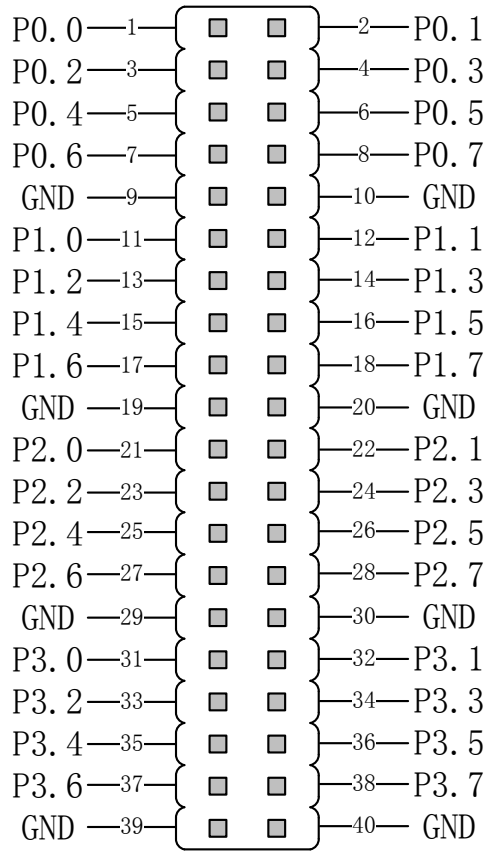 P0.0 1 2 P0.1
P0.2 3 4 P0.3
P0.4 5 6 P0.5
P0.6 7 8 P0.7
GND 9 10 GND
P1.0 11 12 P1.1
P1.2 13 14 P1.3
P1.4 15 16 P1.5
P1.6 17 18 P1.7
GND 19 20 GND
P2.0 21 22 P2.1
P2.2 23 24 P2.3
P2.4 25 26 P2.5
P2.6 27 28 P2.7
GND 29 30 GND
P3.0 31 32 P3.1
P3.2 33 34 P3.3
P3.4 35 36 P3.5
P3.6 37 38 P3.7
GND 39 40 GND